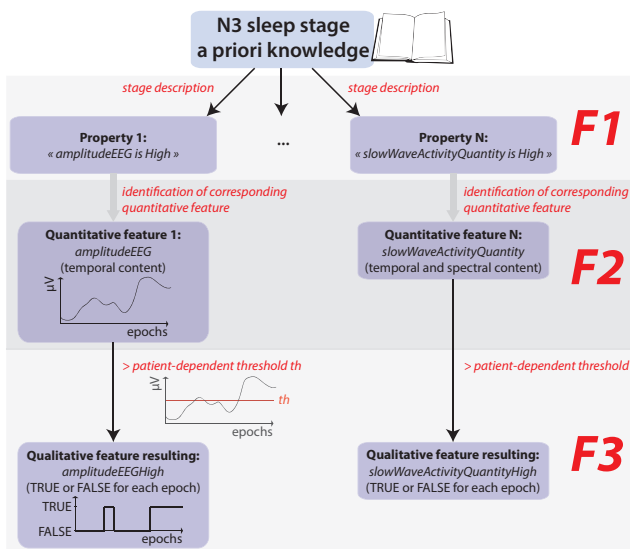 N3 sleep stage
a priori knowledge
stage description
stage description
Property 1:
« amplitudeEEG is High »
...
Property N:
« slowWaveActivityQuantity is High »
F1
identification of corresponding
quantitative feature
identification of corresponding
quantitative feature
Quantitative feature 1:
amplitudeEEG
(temporal content)
μV
epochs
Quantitative feature N:
slowWaveActivityQuantity
(temporal and spectral content)
F2
> patient-dependent threshold th
μV
th
epochs
> patient-dependent threshold
Qualitative feature resulting:
amplitudeEEGHigh
(TRUE or FALSE for each epoch)
TRUE
FALSE
epochs
Qualitative feature resulting:
slowWaveActivityQuantityHigh
(TRUE or FALSE for each epoch)
F3